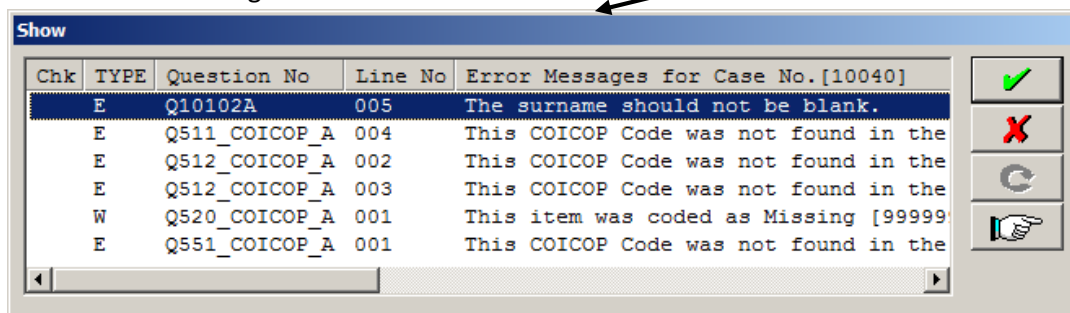 Show
Chk TYPE Question No Line No Error Messages for Case No.[10040]
E Q10102A 005 The surname should not be blank.
E Q511_COICOP_A 004 This COICOP Code was not found in the
E Q512_COICOP_A 002 This COICOP Code was not found in the
E Q512_COICOP_A 003 This COICOP Code was not found in the
W Q520_COICOP_A 001 This item was coded as Missing [99999
E Q551_COICOP_A 001 This COICOP Code was not found in the